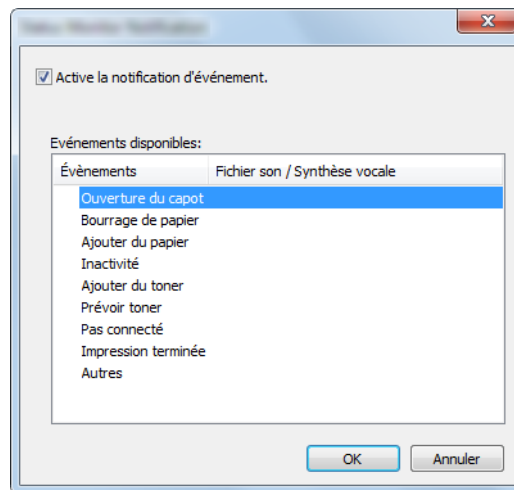 Active la notification d'événement.
Evénements disponibles:
Évènements Fichier son / Synthèse vocale
Ouverture du capot
Bourrage de papier
Ajouter du papier
Inactivité
Ajouter du toner
Prévoir toner
Pas connecté
Impression terminée
Autres
OK Annuler